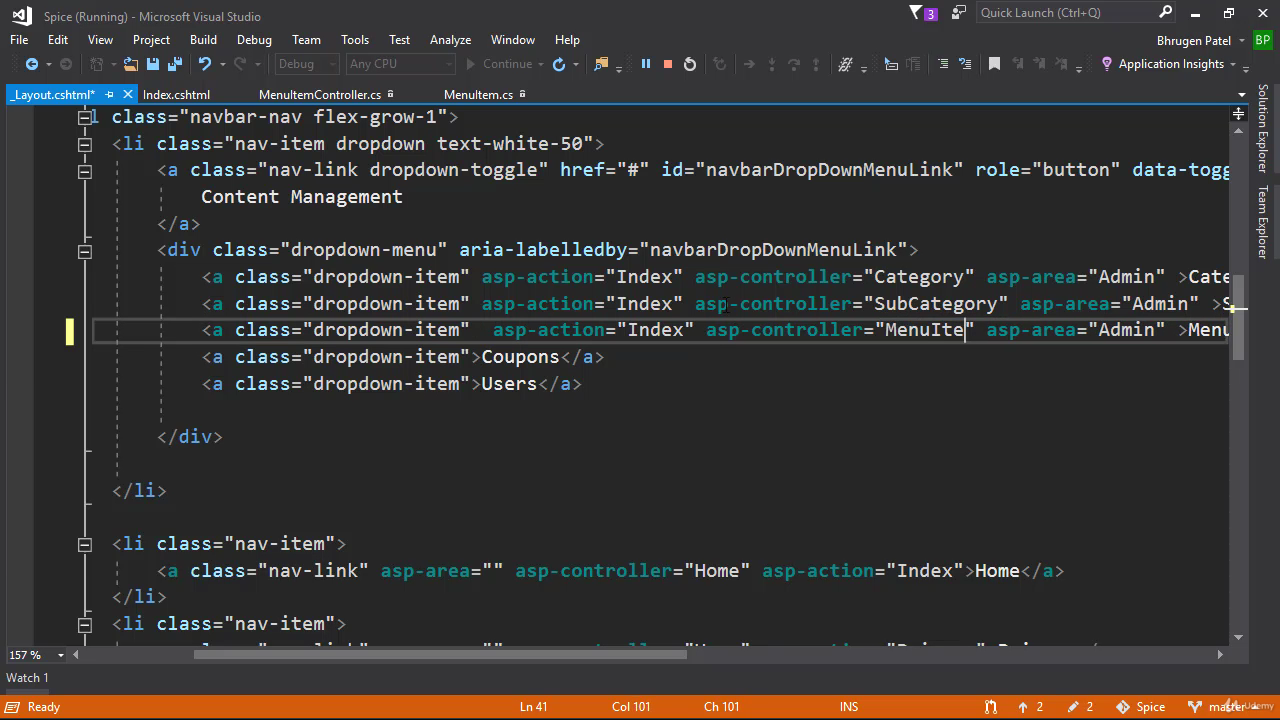 Spice (Running) - Microsoft Visual Studio
3
Quick Launch (Ctrl+Q)
File Edit View Project Build Debug Team Tools Test Analyze Window Help
Bhrugen Patel
BP
Debug Any CPU Continue Application Insights
_Layout.cshtml* Index.cshtml MenuItemController.cs MenuItem.cs
l class="navbar-nav flex-grow-1">
<li class="nav-item dropdown text-white-50">
<a class="nav-link dropdown-toggle" href="#" id="navbarDropDownMenuLink" role="button" data-togg
Content Management
</a>
<div class="dropdown-menu" aria-labelledby="navbarDropDownMenuLink">
<a class="dropdown-item" asp-action="Index" asp-controller="Category" asp-area="Admin" >Cate
<a class="dropdown-item" asp-action="Index" asp-controller="SubCategory" asp-area="Admin" >S
<a class="dropdown-item"  asp-action="Index" asp-controller="MenuIte" asp-area="Admin" >Menu
<a class="dropdown-item">Coupons</a>
<a class="dropdown-item">Users</a>
</div>
</li>
<li class="nav-item">
<a class="nav-link" asp-area="" asp-controller="Home" asp-action="Index">Home</a>
</li>
<li class="nav-item">
157 %
Watch 1
Ready Ln 41 Col 101 Ch 101 INS 2 2 Spice master
Udemy
Solution Explorer
Team Explorer